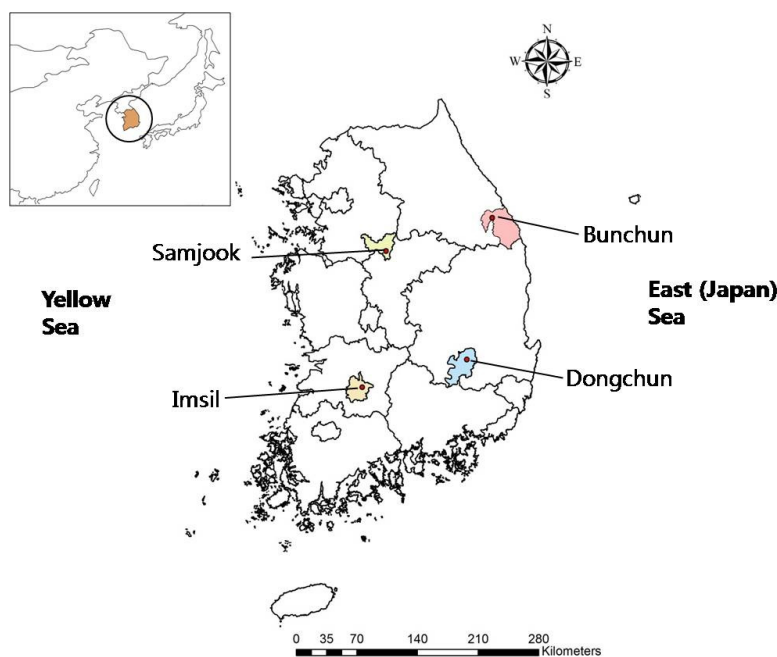 N
W
E
S
Bunchun
Samjook
Yellow
Sea
East (Japan)
Sea
Dongchun
Imsil
0 35 70 140 210 280
Kilometers